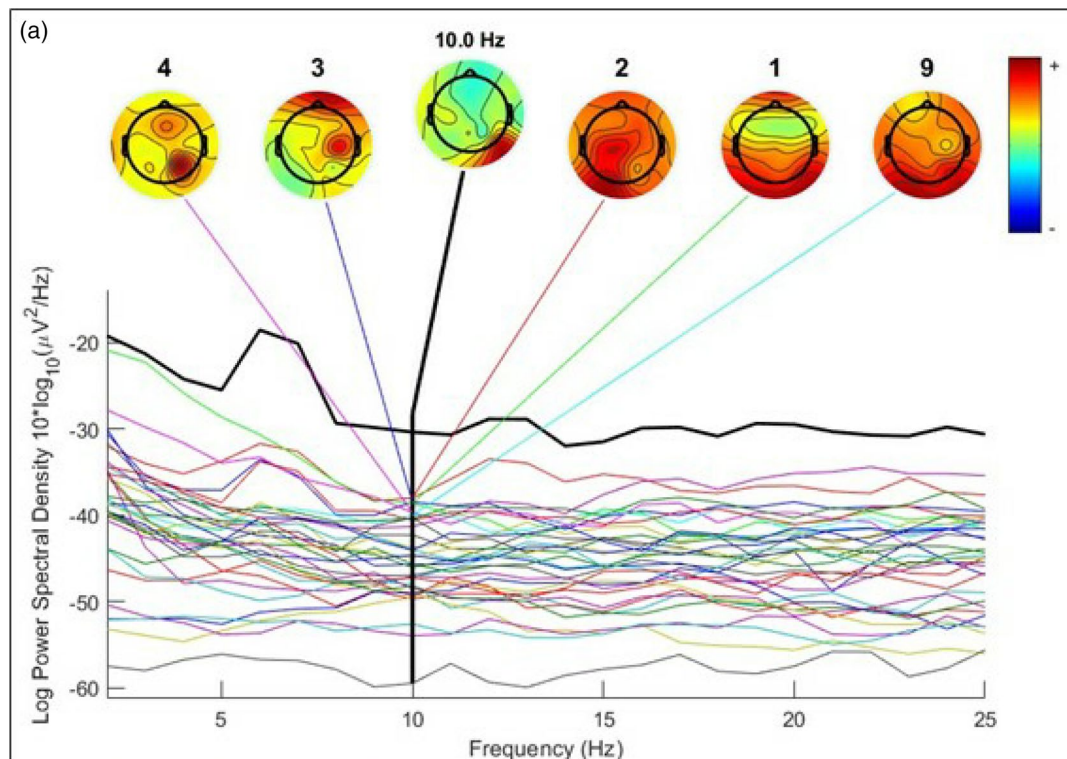 (a)
10.0 Hz
4 3 2 1 9
+
-
Log Power Spectral Density 10*log₁₀(μV²/Hz)
-20
-30
-40
-50
-60
5 10 15 20 25
Frequency (Hz)